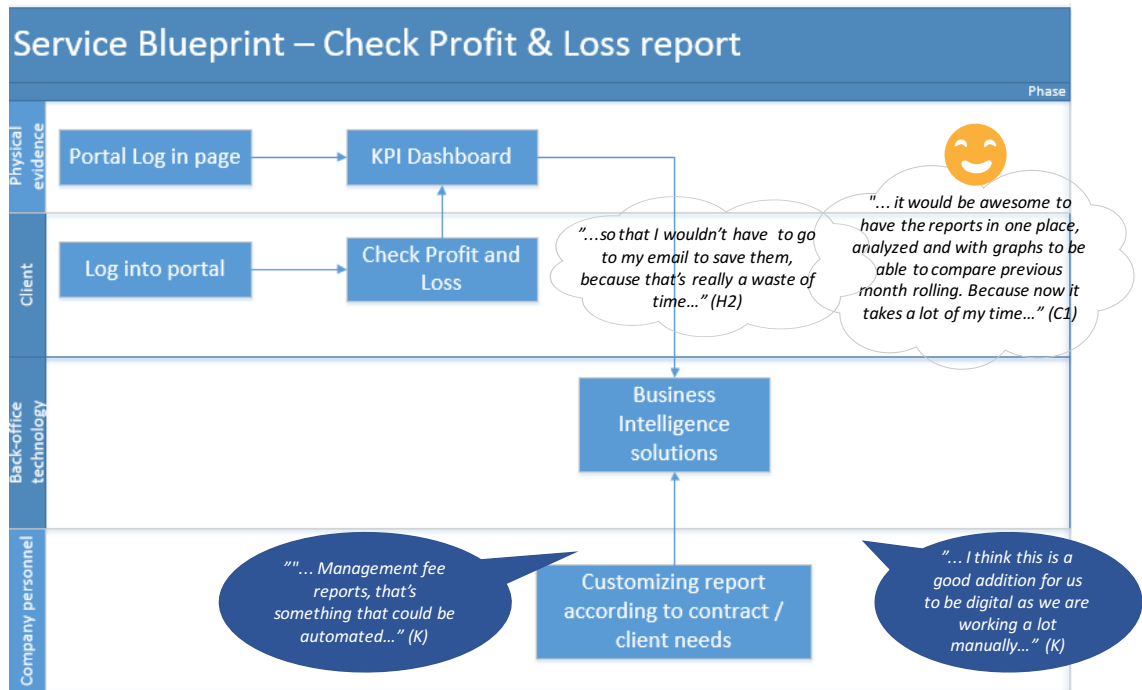 Service Blueprint – Check Profit & Loss report
Phase
Physical
evidence
Portal Log in page
KPI Dashboard
"... it would be awesome to
have the reports in one place,
analyzed and with graphs to be
able to compare previous
month rolling. Because now it
takes a lot of my time…" (C1)
Client
Log into portal
Check Profit and
Loss
”...so that I wouldn’t have to go
to my email to save them,
because that’s really a waste of
time…” (H2)
Back-office
technology
Business
Intelligence
solutions
Company personnel
””"... Management fee
reports, that’s
something that could be
automated…” (K)
Customizing report
according to contract /
client needs
”... I think this is a
good addition for us
to be digital as we are
working a lot
manually…” (K)